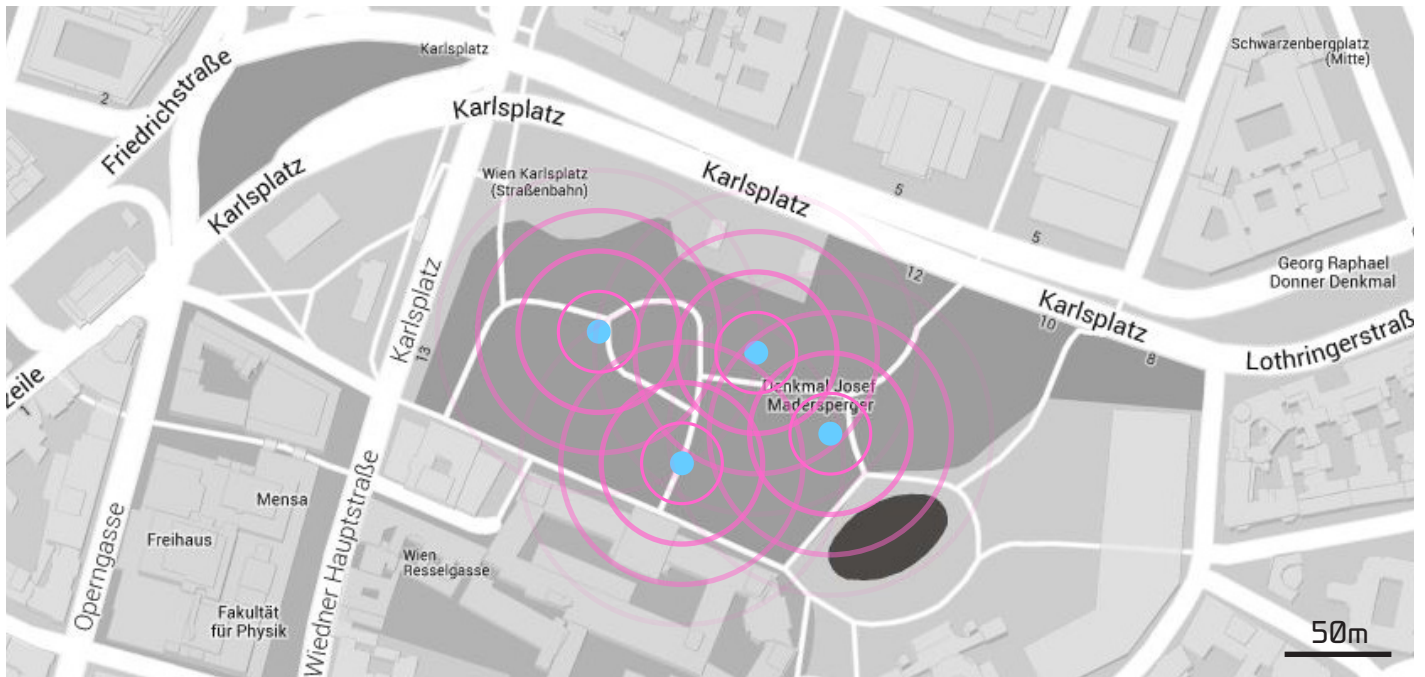 Karlsplatz
Schwarzenbergplatz
(Mitte)
Friedrichstraße
2
Karlsplatz
Karlsplatz
Wien Karlsplatz
(Straßenbahn)
Karlsplatz
5
Karlsplatz
5
Georg Raphael
Donner Denkmal
12
Karlsplatz
10
8
Lothringerstraß
13
Denkmal Josef
Madersperger
zeile
1
Mensa
Freihaus
Wien
Resselgasse
Operngasse
Wiedner Hauptstraße
Fakultät
für Physik
50m